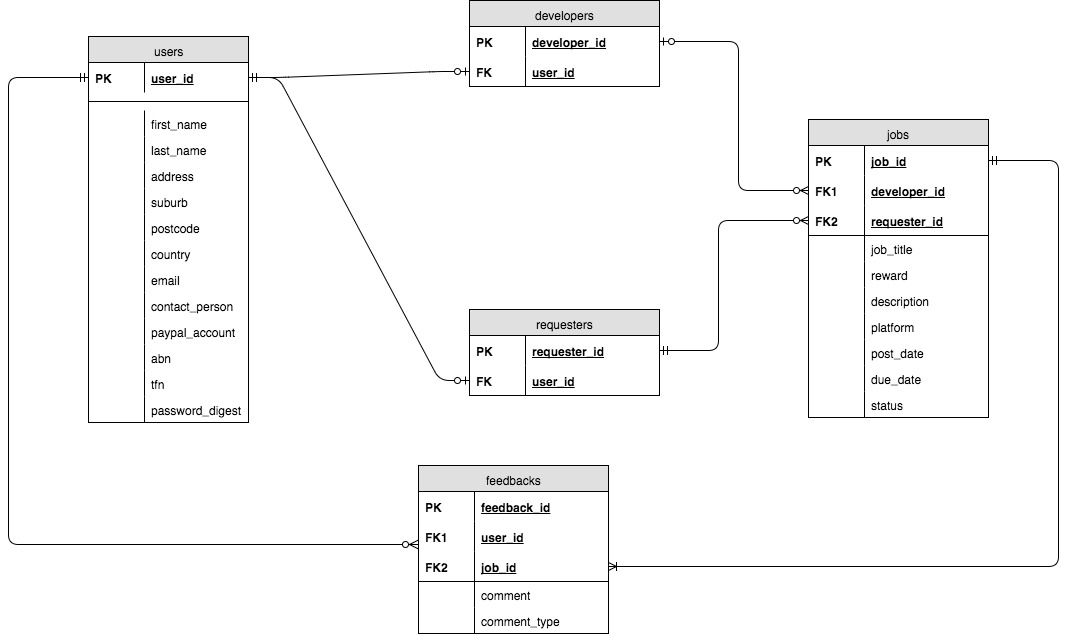 users
PK user_id
first_name
last_name
address
suburb
postcode
country
email
contact_person
paypal_account
abn
tfn
password_digest
developers
PK developer_id
FK user_id
requesters
PK requester_id
FK user_id
jobs
PK job_id
FK1 developer_id
FK2 requester_id
job_title
reward
description
platform
post_date
due_date
status
feedbacks
PK feedback_id
FK1 user_id
FK2 job_id
comment
comment_type